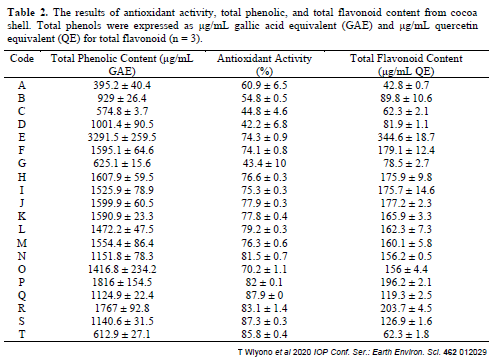 Table 2. The results of antioxidant activity, total phenolic, and total flavonoid content from cocoa
shell. Total phenols were expressed as μg/mL gallic acid equivalent (GAE) and μg/mL quercetin
equivalent (QE) for total flavonoid (n = 3).
Code Total Phenolic Content (μg/mL Antioxidant Activity Total Flavonoid Content
GAE) (%) (μg/mL QE)
A 395.2 ± 40.4 60.9 ± 6.5 42.8 ± 0.7
B 929 ± 26.4 54.8 ± 0.5 89.8 ± 10.6
C 574.8 ± 3.7 44.8 ± 4.6 62.3 ± 2.1
D 1001.4 ± 90.5 42.2 ± 6.8 81.9 ± 1.1
E 3291.5 ± 259.5 74.3 ± 0.9 344.6 ± 18.7
F 1595.1 ± 64.6 74.1 ± 0.8 179.1 ± 12.4
G 625.1 ± 15.6 43.4 ± 10 78.5 ± 2.7
H 1607.9 ± 59.5 76.6 ± 0.3 175.9 ± 9.8
I 1525.9 ± 78.9 75.3 ± 0.3 175.7 ± 14.6
J 1599.9 ± 60.5 77.9 ± 0.3 177.2 ± 2.3
K 1590.9 ± 23.3 77.8 ± 0.4 165.9 ± 3.3
L 1472.2 ± 47.5 79.2 ± 0.3 162.3 ± 7.3
M 1554.4 ± 86.4 76.3 ± 0.6 160.1 ± 5.8
N 1151.8 ± 78.3 81.5 ± 0.7 156.2 ± 0.5
O 1416.8 ± 234.2 70.2 ± 1.1 156 ± 4.4
P 1816 ± 154.5 82 ± 0.1 196.2 ± 2.1
Q 1124.9 ± 22.4 87.9 ± 0 119.3 ± 2.5
R 1767 ± 92.8 83.1 ± 1.4 203.7 ± 4.5
S 1140.6 ± 31.5 87.3 ± 0.3 126.9 ± 1.6
T 612.9 ± 27.1 85.8 ± 0.4 62.3 ± 1.8
T Wiyono et al 2020 IOP Conf. Ser.: Earth Environ. Sci. 462 012029